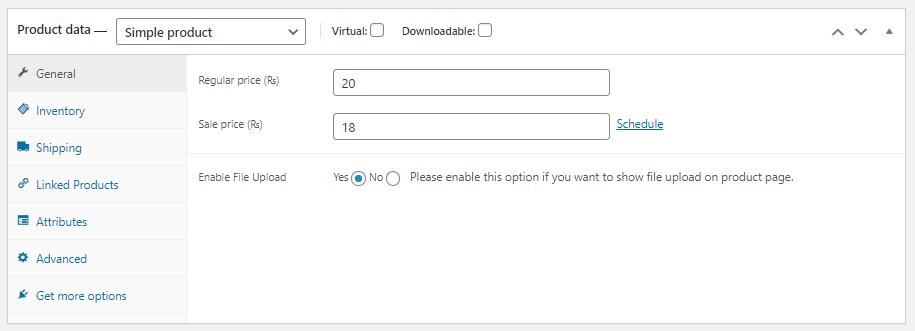 Product data — Simple product Virtual: Downloadable:
General
Inventory
Shipping
Linked Products
Attributes
Advanced
Get more options
Regular price (₨) 20
Sale price (₨) 18 Schedule
Enable File Upload Yes No Please enable this option if you want to show file upload on product page.